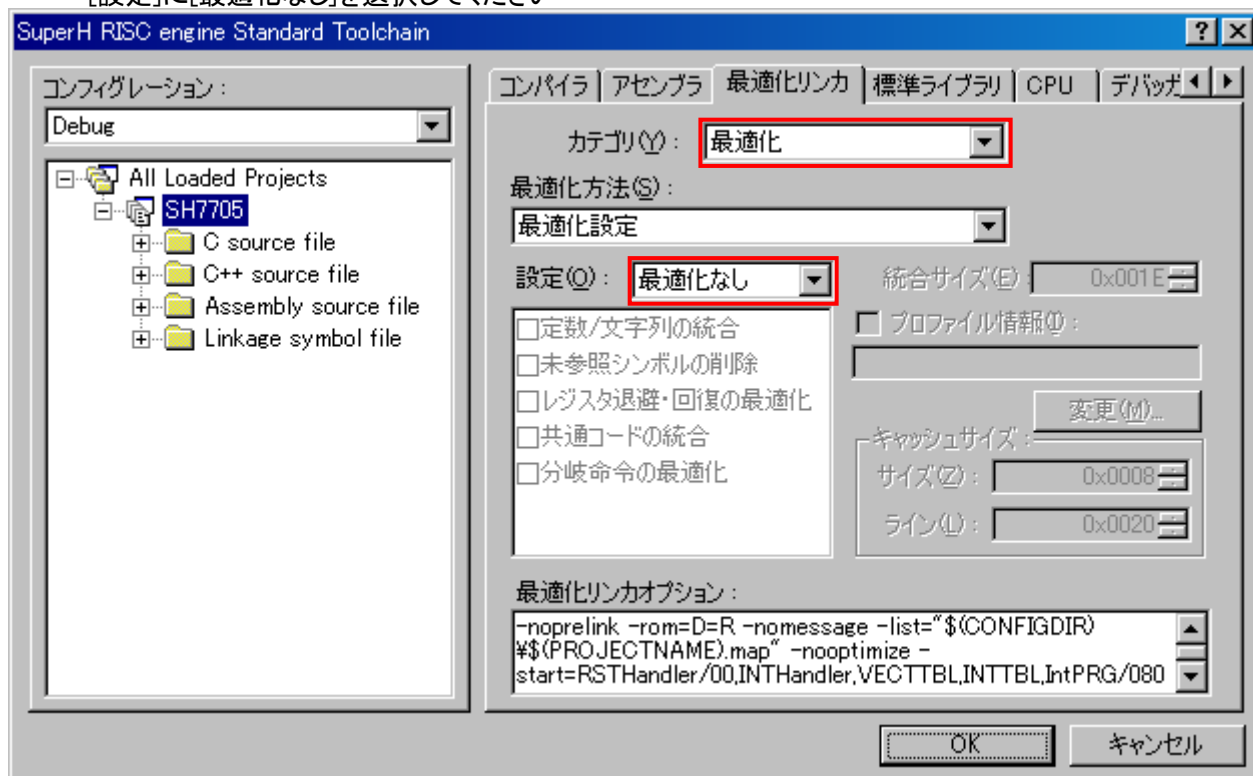 [設定]に[最適化なし]を選択してください
SuperH RISC engine Standard Toolchain
コンフィグレーション :
Debug
All Loaded Projects
SH7705
C source file
C++ source file
Assembly source file
Linkage symbol file
コンパイラ アセンブラ 最適化リンカ 標準ライブラリ CPU デバッガ
カテゴリ(Y) : 最適化
最適化方法(S) :
最適化設定
設定(O) : 最適化なし
定数/文字列の統合
未参照シンボルの削除
レジスタ退避・回復の最適化
共通コードの統合
分岐命令の最適化
統合サイズ(E) : 0x001E
プロファイル情報(I) :
変更(M)...
キャッシュサイズ :
サイズ(Z) : 0x0008
ライン(L) : 0x0020
最適化リンカオプション :
-noprelink -rom=D=R -nomessage -list="$(CONFIGDIR)
¥$(PROJECTNAME).map" -nooptimize -
start=RSTHandler/00,INTHandler,VECTTBL,INTTBL,IntPRG/080
OK キャンセル